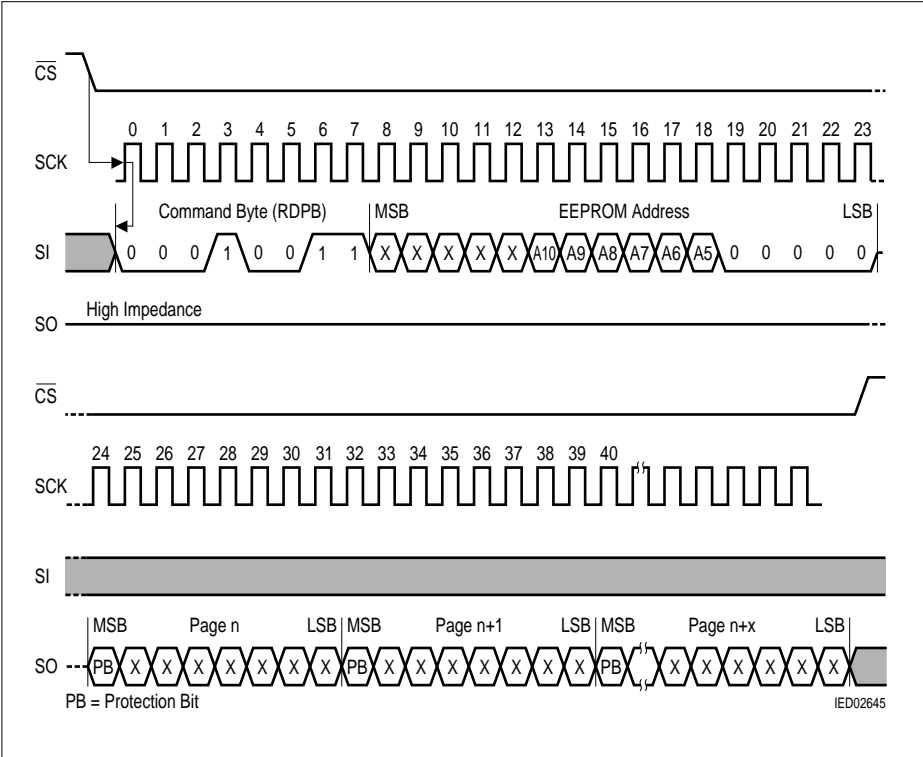 CS
0 1 2 3 4 5 6 7 8 9 10 11 12 13 14 15 16 17 18 19 20 21 22 23
SCK
Command Byte (RDPB) MSB EEPROM Address LSB
SI 0 0 0 1 0 0 1 1 X X X X X A10 A9 A8 A7 A6 A5 0 0 0 0 0
High Impedance
SO
CS
24 25 26 27 28 29 30 31 32 33 34 35 36 37 38 39 40
SCK
SI
MSB Page n LSB MSB Page n+1 LSB MSB Page n+x LSB
SO PB X X X X X X X PB X X X X X X X PB X X X X X X
PB = Protection Bit
IED02645